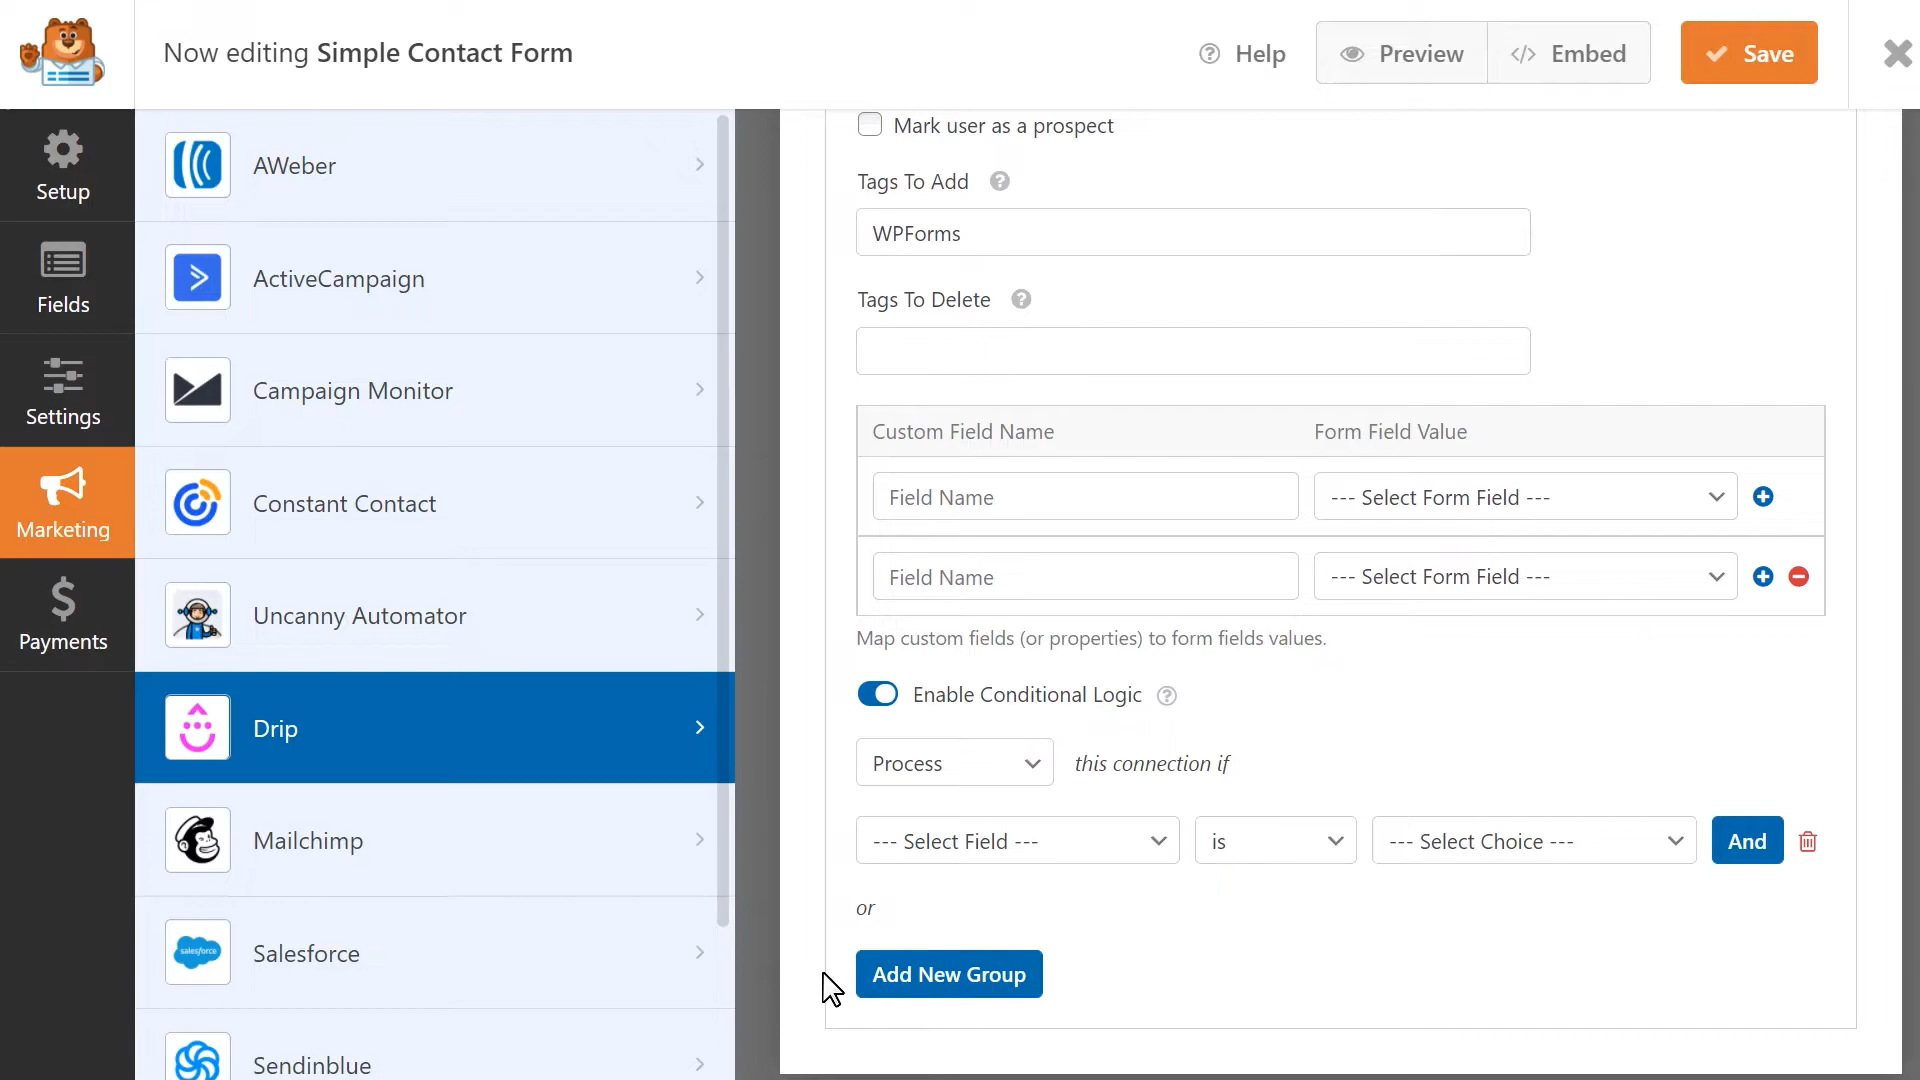 Now editing Simple Contact Form
Help
Preview
Embed
Save
Setup
Fields
Settings
Marketing
Payments
AWeber
ActiveCampaign
Campaign Monitor
Constant Contact
Uncanny Automator
Drip
Mailchimp
salesforce
Salesforce
Sendinblue
Mark user as a prospect
Tags To Add
WPForms
Tags To Delete
Custom Field Name Form Field Value
Field Name --- Select Form Field ---
Field Name --- Select Form Field ---
Map custom fields (or properties) to form fields values.
Enable Conditional Logic
Process this connection if
--- Select Field --- is --- Select Choice --- And
or
Add New Group